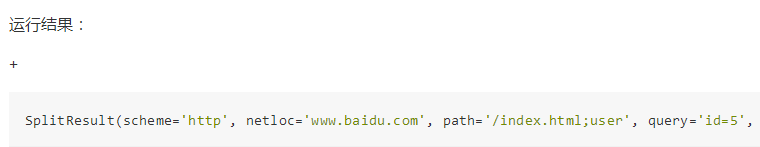 运行结果：
+
SplitResult(scheme='http', netloc='www.baidu.com', path='/index.html;user', query='id=5',